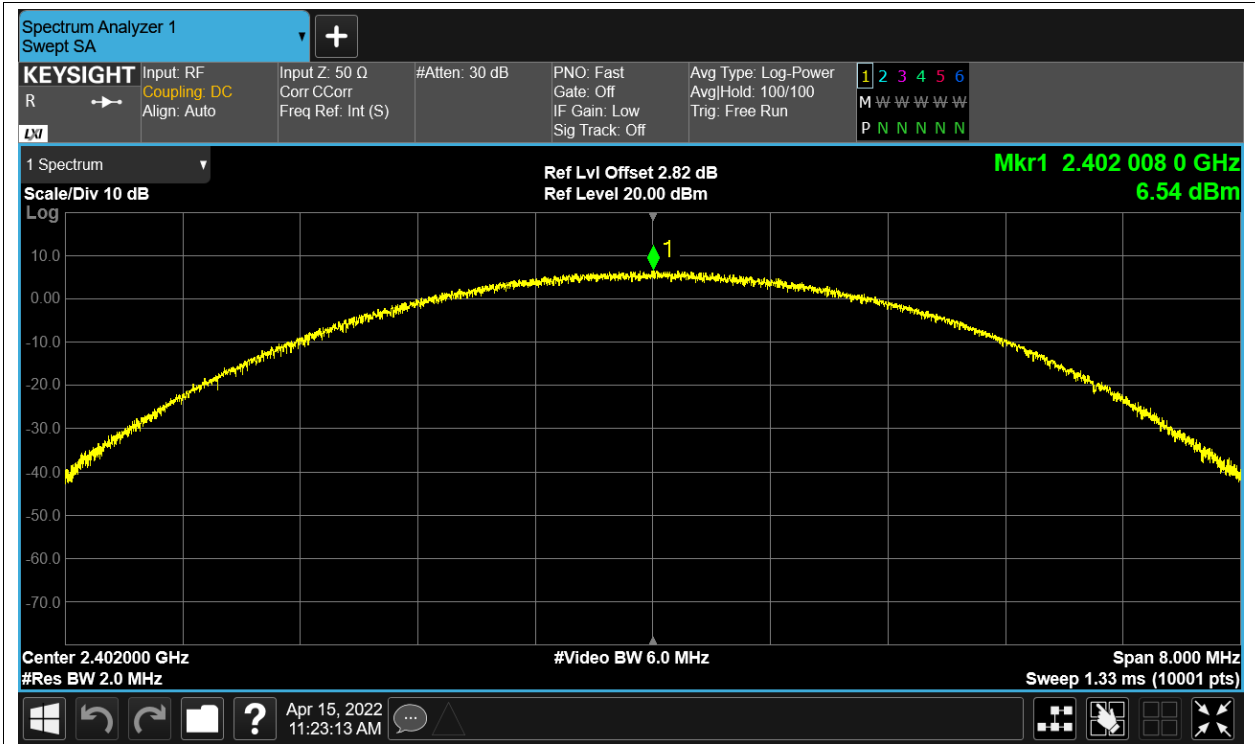 Spectrum Analyzer 1
Swept SA
+
KEYSIGHT
R
LXI
Input: RF
Coupling: DC
Align: Auto
Input Z: 50 Ω
Corr CCorr
Freq Ref: Int (S)
#Atten: 30 dB
PNO: Fast
Gate: Off
IF Gain: Low
Sig Track: Off
Avg Type: Log-Power
Avg|Hold: 100/100
Trig: Free Run
1 2 3 4 5 6
M W W W W W
P N N N N N
1 Spectrum
Scale/Div 10 dB
Log
Ref Lvl Offset 2.82 dB
Ref Level 20.00 dBm
Mkr1 2.402 008 0 GHz
6.54 dBm
1
10.0
0.00
-10.0
-20.0
-30.0
-40.0
-50.0
-60.0
-70.0
Center 2.402000 GHz
#Res BW 2.0 MHz
#Video BW 6.0 MHz
Span 8.000 MHz
Sweep 1.33 ms (10001 pts)
?
Apr 15, 2022
11:23:13 AM